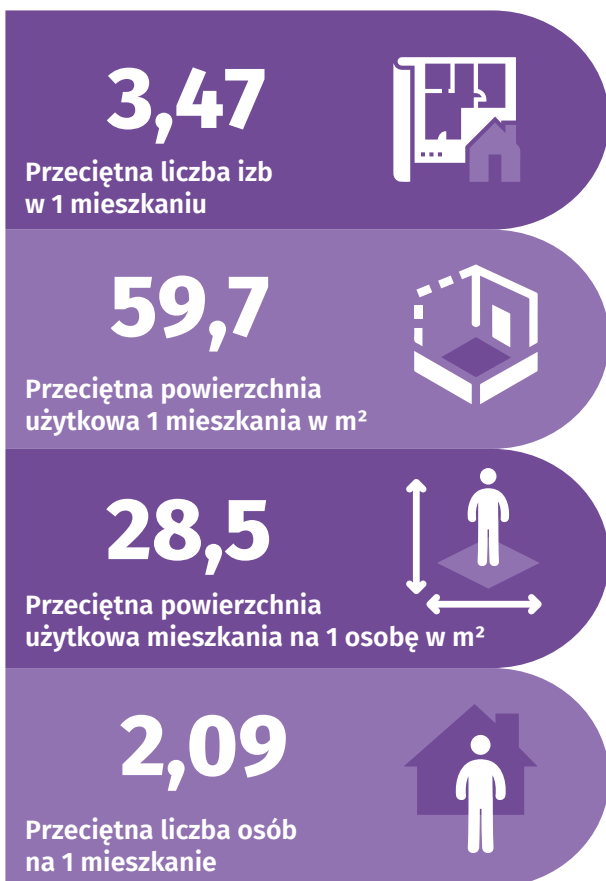 3,47
Przeciętna liczba izb
w 1 mieszkaniu
59,7
Przeciętna powierzchnia
użytkowa 1 mieszkania w m²
28,5
Przeciętna powierzchnia
użytkowa mieszkania na 1 osobę w m²
2,09
Przeciętna liczba osób
na 1 mieszkanie